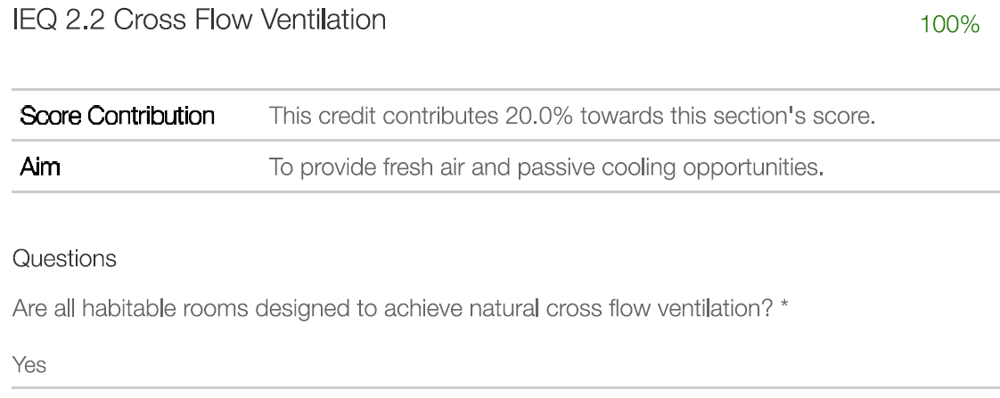 IEQ 2.2 Cross Flow Ventilation 100%
Score Contribution This credit contributes 20.0% towards this section's score.
Aim To provide fresh air and passive cooling opportunities.
Questions
Are all habitable rooms designed to achieve natural cross flow ventilation? *
Yes